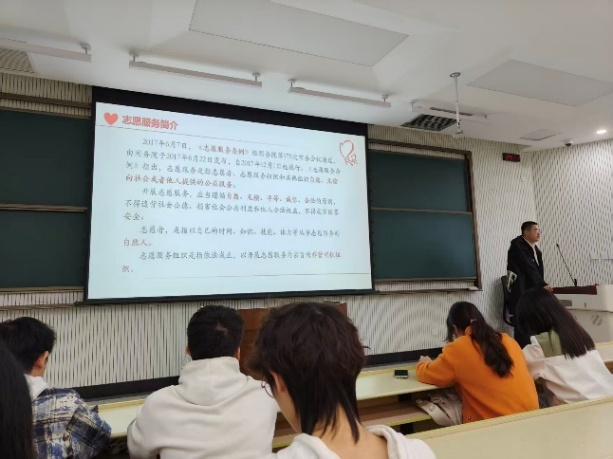 志愿服务简介
2017年6月7日，《志愿服务条例》经国务院第175次常务会议通过，
由国务院于2017年8月22日发布，自2017年12月1日起施行。《志愿服务条
例》指出，志愿服务是指志愿者、志愿服务组织和其他组织自愿、无偿
向社会或者他人提供的公益服务。
开展志愿服务，应当遵循自愿、无偿、平等、诚信、合法的原则，
不得违背社会公德、损害社会公共利益和他人合法权益，不得危害国家
安全。
志愿者，是指以自己的时间、知识、技能、体力等从事志愿服务的
自然人。
志愿服务组织是指依法成立，以开展志愿服务为宗旨的非营利性组
织。